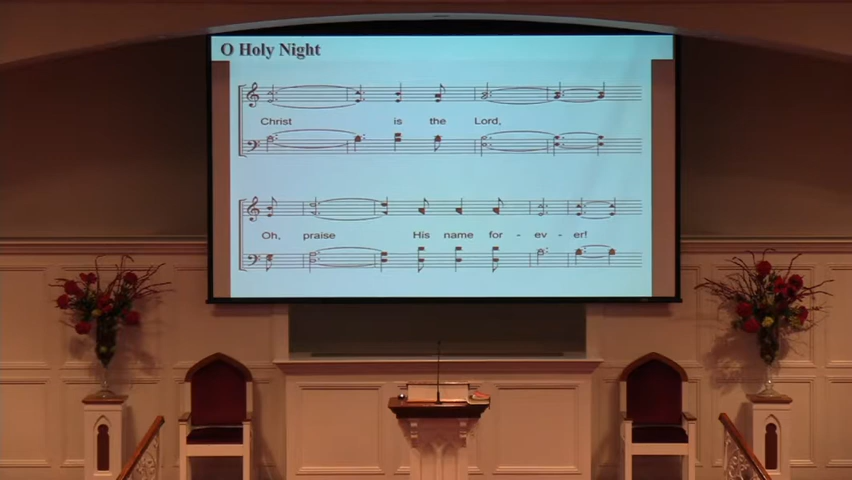 O Holy Night
Christ is the Lord,
Oh, praise His name for - ev - er!